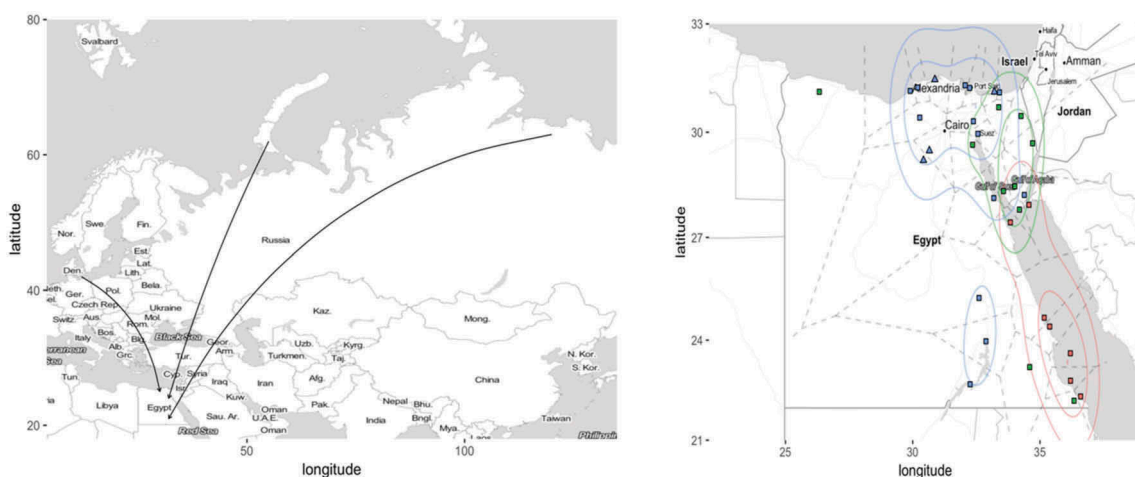 80
60
40
20
latitude
50
100
longitude
Svalbard
Swe.
Fin.
Nor.
Russia
Est.
Lat.
Den.
Lith.
Bela.
Ger.
Pol.
Czech Rep.
Ukraine
Switz.
Aus.
Mol.
Kaz.
Rom.
Mong.
Bos.
Italy
Black Sea
Geor.
Alb.
Uzb.
Kyrg.
Grc.
Tur.
Arm.
Turkmen.
Taj.
N. Kor.
S. Kor.
Tun.
Cyp.
Syria
Isr.
Iraq
Iran
Afg.
China
Kuw.
Libya
Egypt
Pak.
Nepal
Bhu.
Sau. Ar.
Oman
U.A.E.
Oman
India
Bngl.
Mya.
Taiwan
Red Sea
33
30
27
24
21
latitude
25
30
35
longitude
Haifa
Tel Aviv
Israel
Amman
Jerusalem
Alexandria
Port Said
Jordan
Cairo
Suez
Egypt